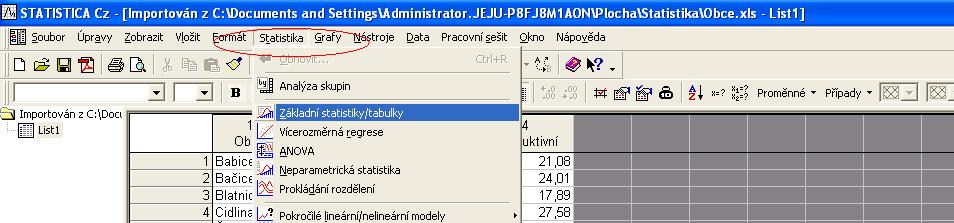 STATISTICA Cz - [Importován z C:\Documents and Settings\Administrator.JEJU-P8FJ8M1AON\Plocha\Statistika\Obce.xls - List1]
Soubor Úpravy Zobrazit Vložit Formát Statistika Grafy Nástroje Data Pracovní sešit Okno Nápověda
Obnovit... Ctrl+R
Analýza skupin
B Proměnné Případy
Základní statistiky/tabulky
Vícerozměrná regrese
ANOVA
Neparametrická statistika
Prokládání rozdělení
Pokročilé lineární/nelineární modely
Importován z C:\Docu
List1
1 4
Ob uktivní
1 Babice 21,08
2 Bačice 24,01
3 Blatnic 17,89
4 Cidlina 27,58